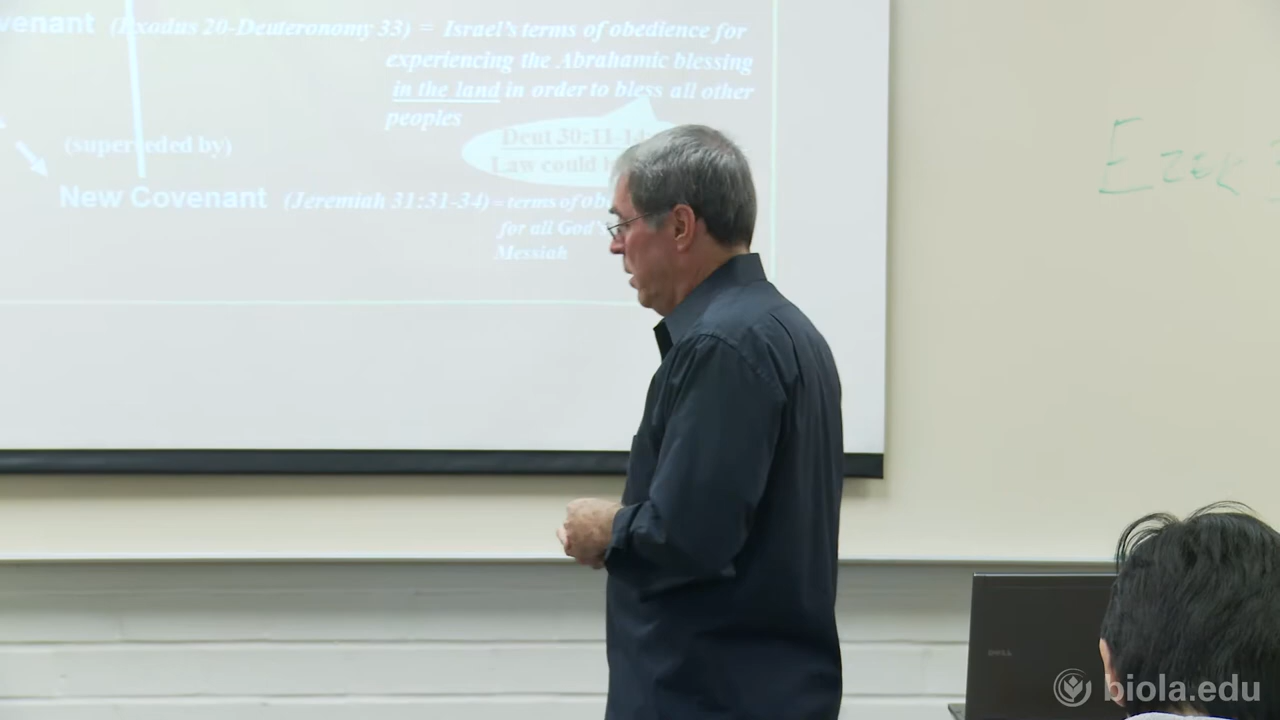 venant (Exodus 20-Deuteronomy 33) = Israel's terms of obedience for
experiencing the Abrahamic blessing
in the land in order to bless all other
peoples
Deut 30:11-14:
Law could
(superseded by)
New Covenant (Jeremiah 31:31-34) = terms of
for all God's
Messiah
Ezek
DELL
biola.edu